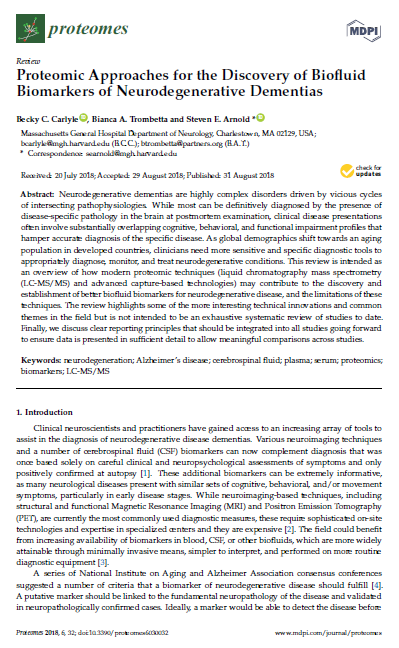 proteomes
MDPI
Review
Proteomic Approaches for the Discovery of Biofluid
Biomarkers of Neurodegenerative Dementias
Becky C. Carlyle, Bianca A. Trombetta and Steven E. Arnold *
Massachusetts General Hospital Department of Neurology, Charlestown, MA 02129, USA;
bcarlyle@mgh.harvard.edu (B.C.C.); btrombetta@partners.org (B.A.T.)
* Correspondence: searnold@mgh.harvard.edu
Received: 20 July 2018; Accepted: 29 August 2018; Published: 31 August 2018
check for
updates
Abstract: Neurodegenerative dementias are highly complex disorders driven by vicious cycles
of intersecting pathophysiologies. While most can be definitively diagnosed by the presence of
disease-specific pathology in the brain at postmortem examination, clinical disease presentations
often involve substantially overlapping cognitive, behavioral, and functional impairment profiles that
hamper accurate diagnosis of the specific disease. As global demographics shift towards an aging
population in developed countries, clinicians need more sensitive and specific diagnostic tools to
appropriately diagnose, monitor, and treat neurodegenerative conditions. This review is intended as
an overview of how modern proteomic techniques (liquid chromatography mass spectrometry
(LC-MS/MS) and advanced capture-based technologies) may contribute to the discovery and
establishment of better biofluid biomarkers for neurodegenerative disease, and the limitations of these
techniques. The review highlights some of the more interesting technical innovations and common
themes in the field but is not intended to be an exhaustive systematic review of studies to date.
Finally, we discuss clear reporting principles that should be integrated into all studies going forward
to ensure data is presented in sufficient detail to allow meaningful comparisons across studies.
Keywords: neurodegeneration; Alzheimer's disease; cerebrospinal fluid; plasma; serum; proteomics;
biomarkers; LC-MS/MS
1. Introduction
Clinical neuroscientists and practitioners have gained access to an increasing array of tools to
assist in the diagnosis of neurodegenerative disease dementias. Various neuroimaging techniques
and a number of cerebrospinal fluid (CSF) biomarkers can now complement diagnosis that was
once based solely on careful clinical and neuropsychological assessments of symptoms and only
positively confirmed at autopsy [1]. These additional biomarkers can be extremely informative,
as many neurological diseases present with similar sets of cognitive, behavioral, and/or movement
symptoms, particularly in early disease stages. While neuroimaging-based techniques, including
structural and functional Magnetic Resonance Imaging (MRI) and Positron Emission Tomography
(PET), are currently the most commonly used diagnostic measures, these require sophisticated on-site
technologies and expertise in specialized centers and they are expensive [2]. The field could benefit
from increasing availability of biomarkers in blood, CSF, or other biofluids, which are more widely
attainable through minimally invasive means, simpler to interpret, and performed on more routine
diagnostic equipment [3].
A series of National Institute on Aging and Alzheimer Association consensus conferences
suggested a number of criteria that a biomarker of neurodegenerative disease should fulfill [4].
A putative marker should be linked to the fundamental neuropathology of the disease and validated
in neuropathologically confirmed cases. Ideally, a marker would be able to detect the disease before
Proteomes 2018, 6, 32; doi:10.3390/proteomes6030032
www.mdpi.com/journal/proteomes